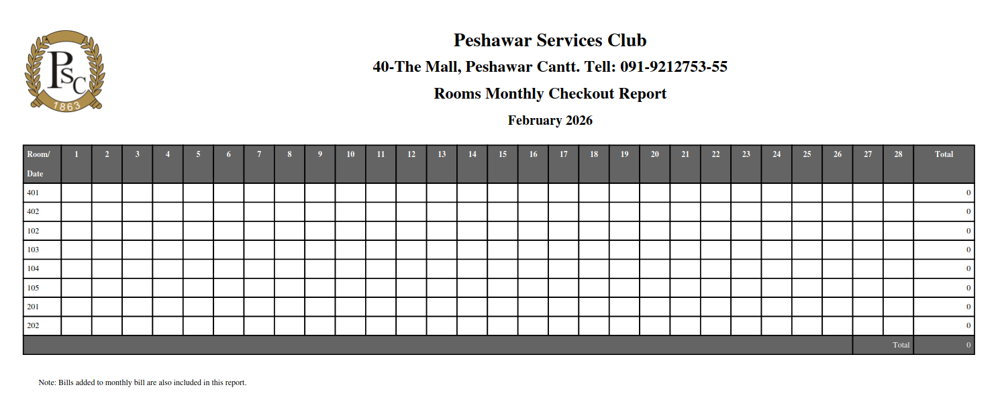 PSC
1863
Peshawar Services Club
40-The Mall, Peshawar Cantt. Tell: 091-9212753-55
Rooms Monthly Checkout Report
February 2026
Room/ 1 2 3 4 5 6 7 8 9 10 11 12 13 14 15 16 17 18 19 20 21 22 23 24 25 26 27 28 Total
Date
401 0
402 0
102 0
103 0
104 0
105 0
201 0
202 0
Total 0
Note: Bills added to monthly bill are also included in this report.